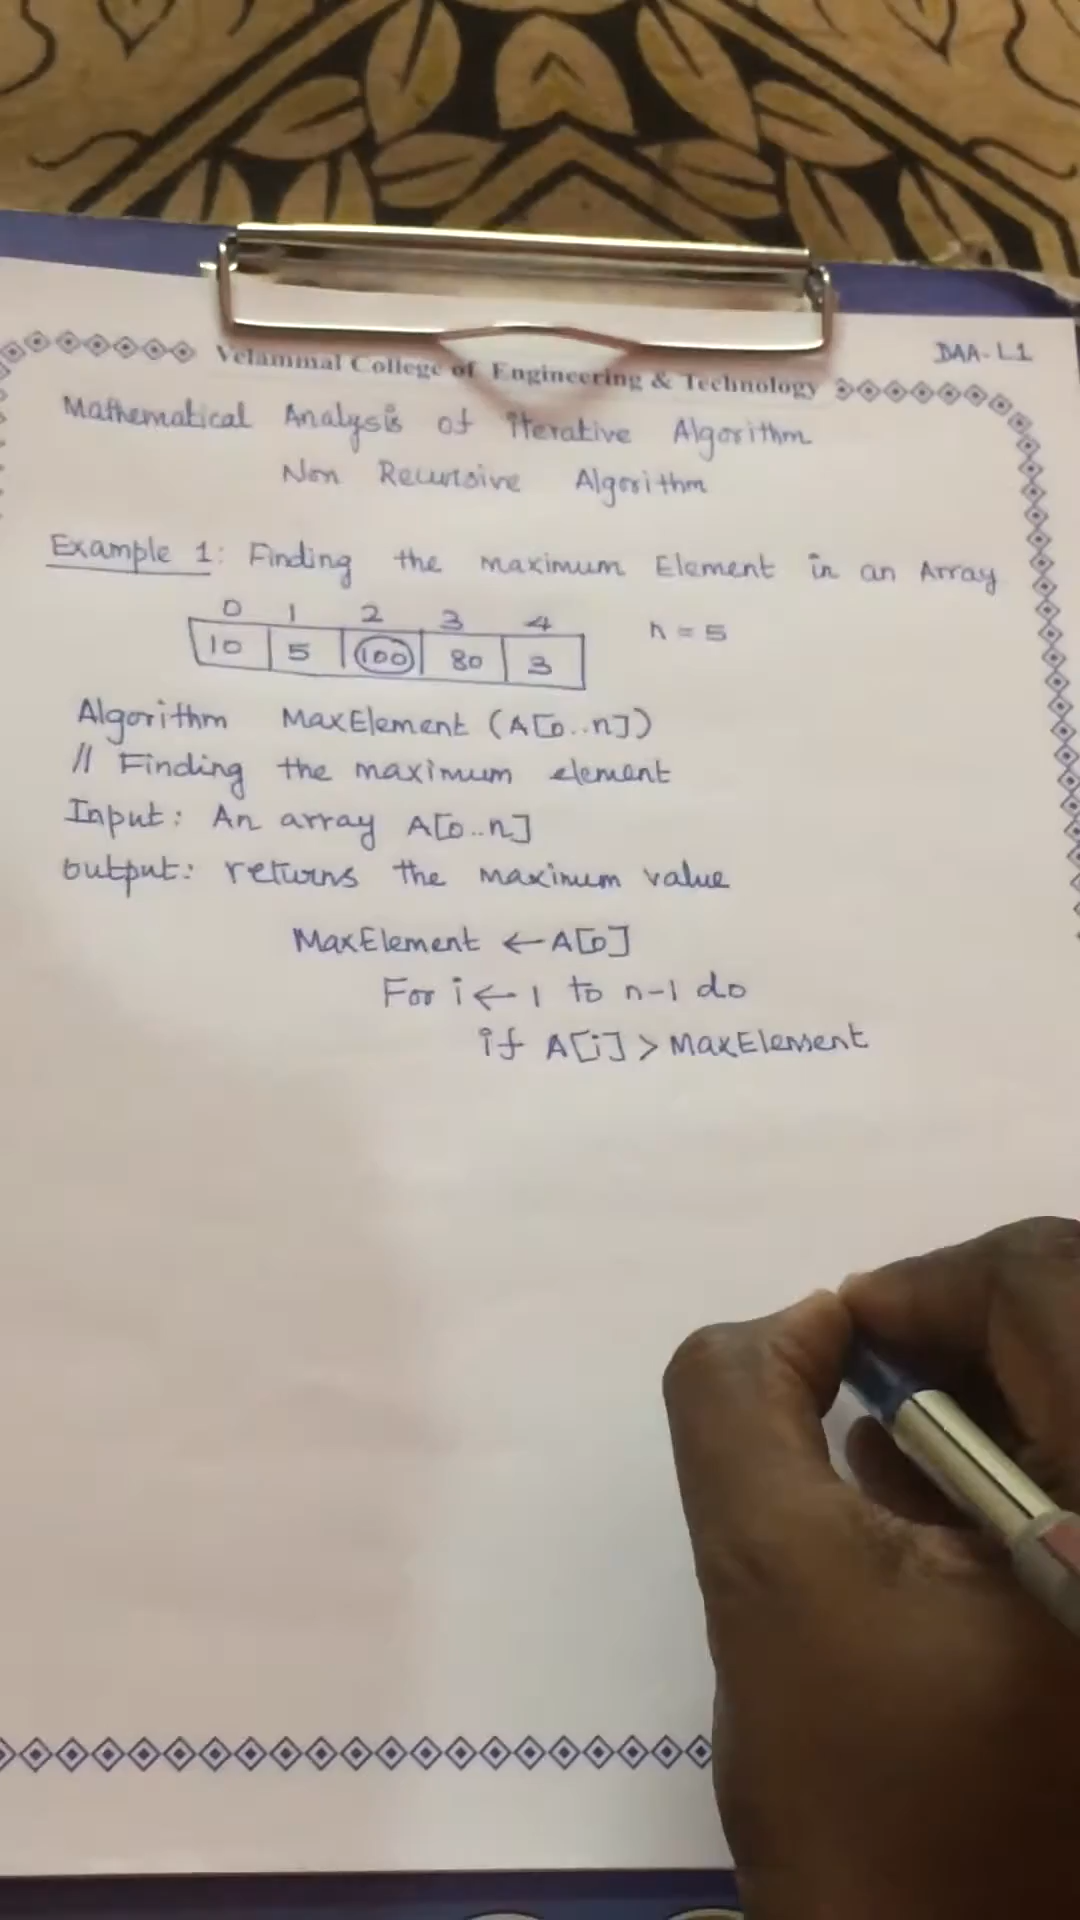 DAA-L1
Velammal College of Engineering & Technology
Mathematical Analysis of iterative Algorithm
Non Recursive Algorithm
Example 1: Finding the maximum Element in an Array
0 1 2 3 4
10 5 100 80 3 n = 5
Algorithm MaxElement (A[0..n])
// Finding the maximum element
Input: An array A[0..n]
output: returns the maximum value
MaxElement ← A[0]
For i ← 1 to n-1 do
if A[i] > MaxElement